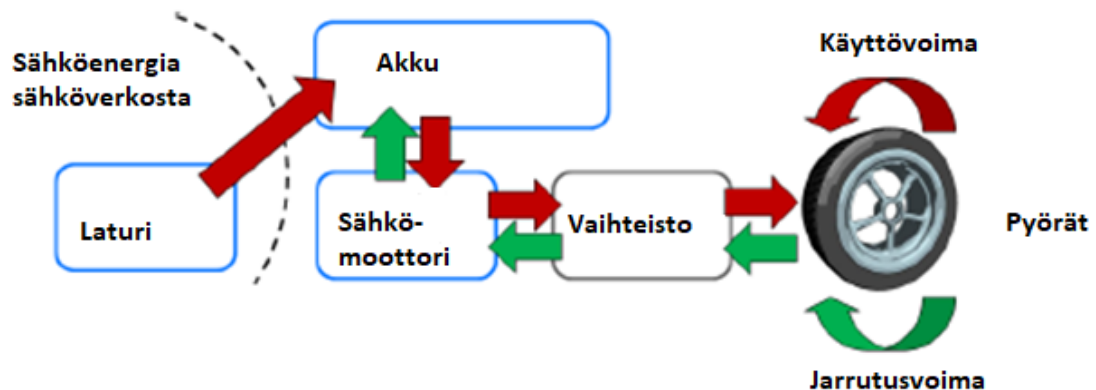 Sähköenergia
sähköverkosta
Akku
Käyttövoima
Laturi
Sähkö-
moottori
Vaihteisto
Pyörät
Jarrutusvoima